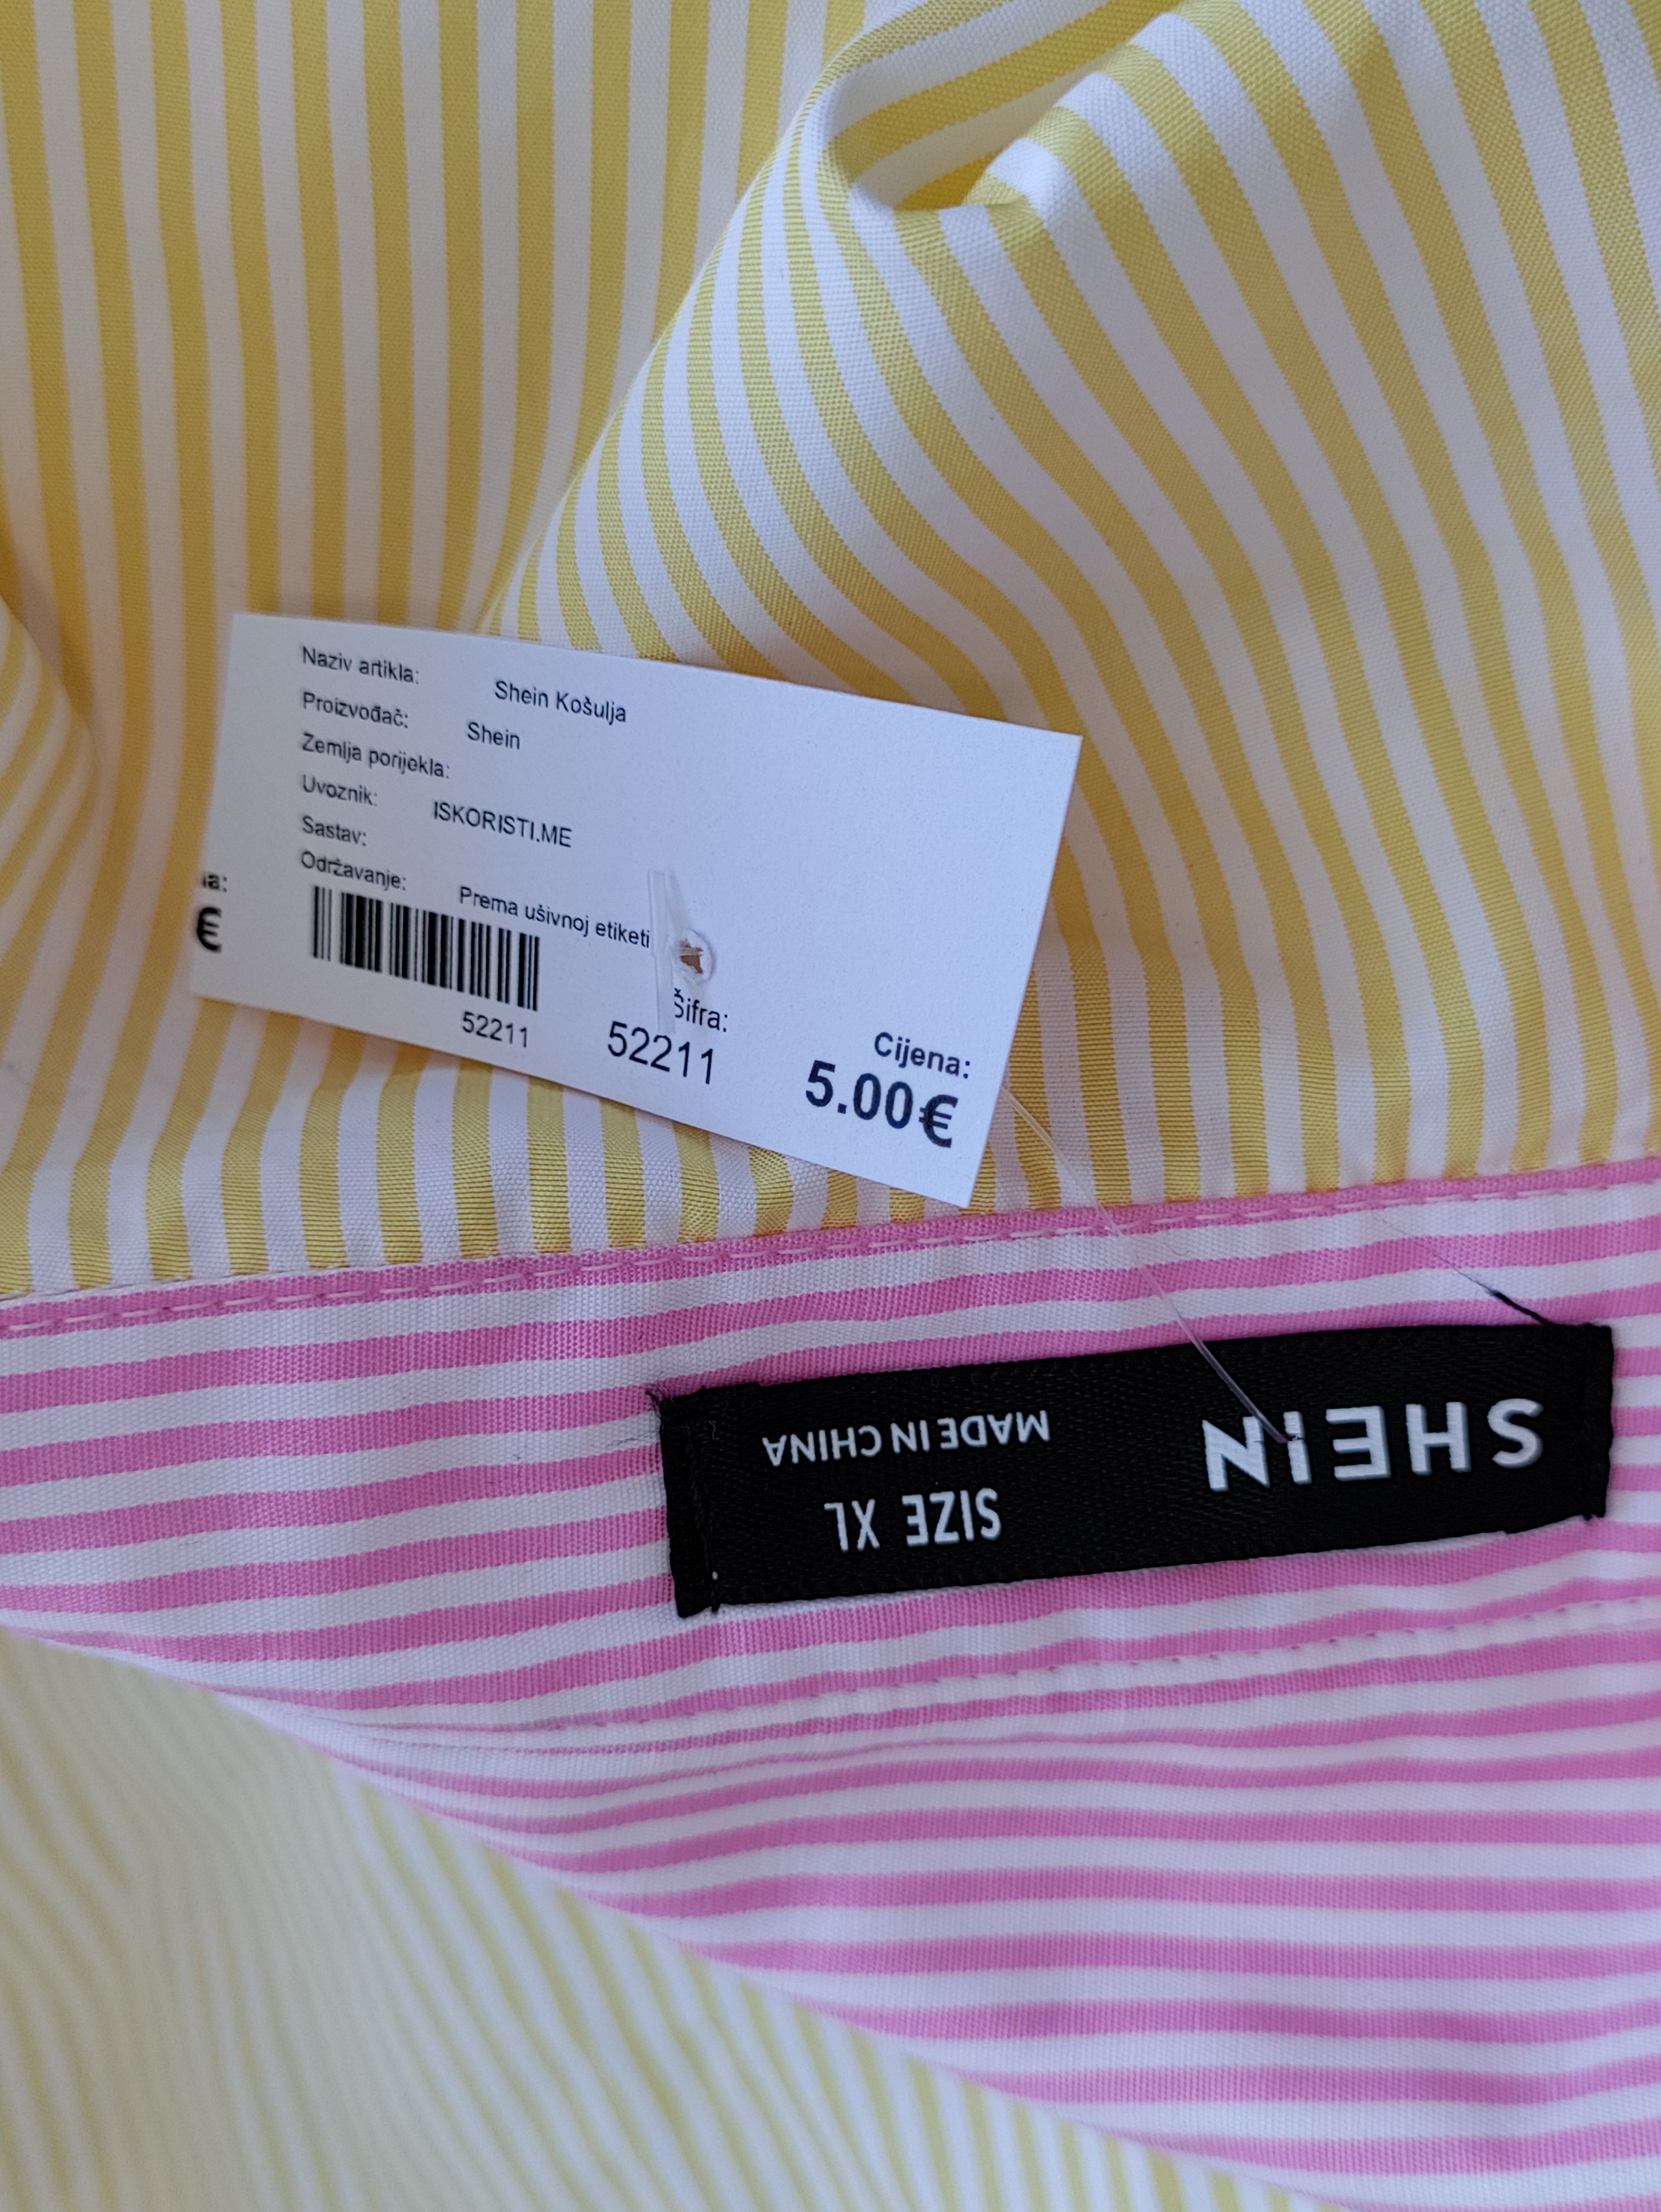 Naziv artikla: Shein Košulja
Proizvođač: Shein
Zemlja porijekla:
Uvoznik: ISKORISTI.ME
Sastav:
Održavanje: Prema ušivnoj etiketi
€
52211
Šifra:
52211
Cijena:
5.00€
SHEIN
SIZE XL
MADE IN CHINA